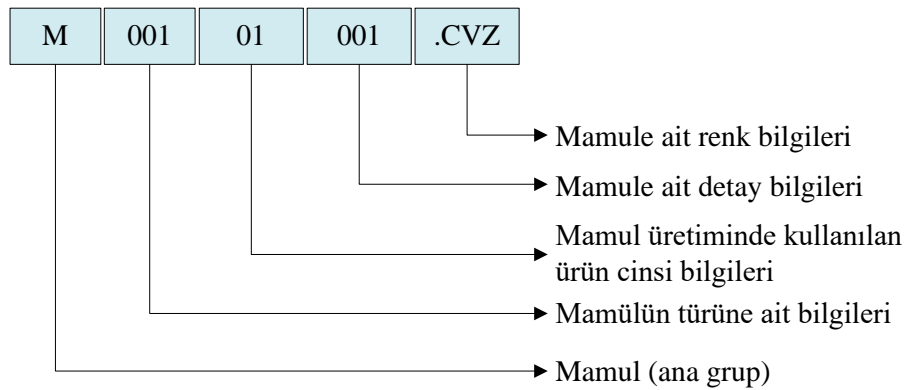 M 001 01 001 .CVZ
Mamule ait renk bilgileri
Mamule ait detay bilgileri
Mamul üretiminde kullanılan
ürün cinsi bilgileri
Mamülün türüne ait bilgileri
Mamul (ana grup)